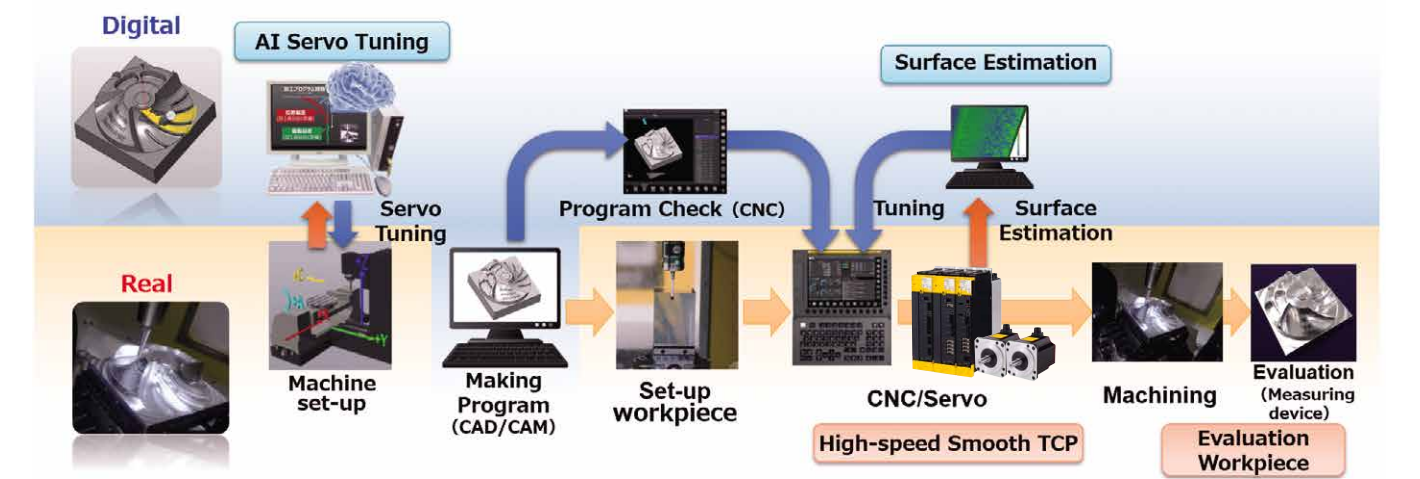 Digital
AI Servo Tuning
Surface Estimation
Servo
Tuning
Program Check (CNC)
Tuning
Surface
Estimation
Real
Y
Machine
set-up
Making
Program
(CAD/CAM)
Set-up
workpiece
CNC/Servo
Machining
Evaluation
(Measuring
device)
High-speed Smooth TCP
Evaluation
Workpiece